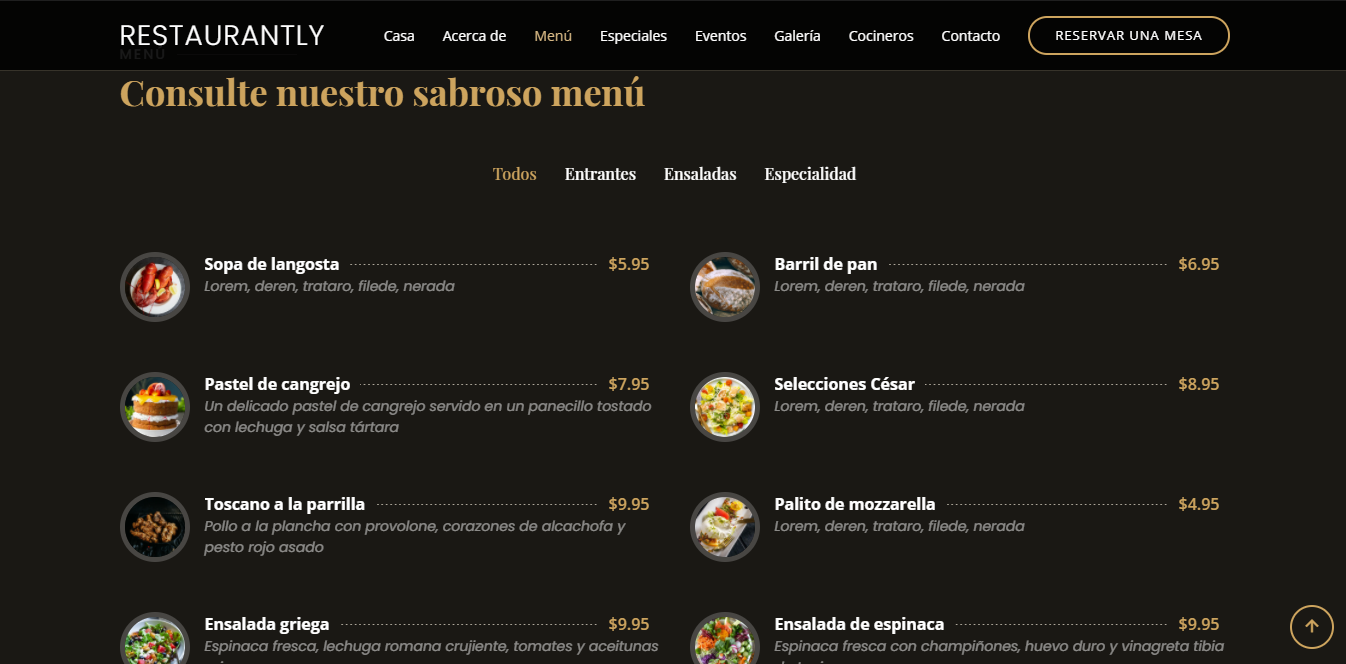 RESTAURANTLY
Casa Acerca de Menú Especiales Eventos Galería Cocineros Contacto RESERVAR UNA MESA
MENÚ
Consulte nuestro sabroso menú
Todos Entrantes Ensaladas Especialidad
Sopa de langosta $5.95
Lorem, deren, trataro, filede, nerada
Barril de pan $6.95
Lorem, deren, trataro, filede, nerada
Pastel de cangrejo $7.95
Un delicado pastel de cangrejo servido en un panecillo tostado
con lechuga y salsa tártara
Selecciones César $8.95
Lorem, deren, trataro, filede, nerada
Toscano a la parrilla $9.95
Pollo a la plancha con provolone, corazones de alcachofa y
pesto rojo asado
Palito de mozzarella $4.95
Lorem, deren, trataro, filede, nerada
Ensalada griega $9.95
Espinaca fresca, lechuga romana crujiente, tomates y aceitunas
Ensalada de espinaca $9.95
Espinaca fresca con champiñones, huevo duro y vinagreta tibia